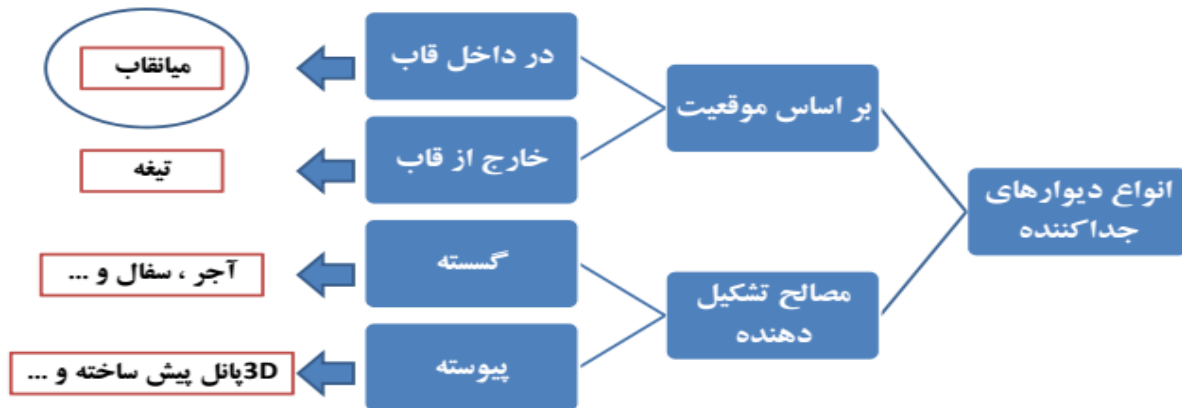 انواع دیوارهای
جداکننده
بر اساس موقعیت
در داخل قاب
میانقاب
خارج از قاب
تیغه
مصالح تشکیل
دهنده
گسسته
آجر ، سفال و ...
پیوسته
3Dپانل پیش ساخته و ...